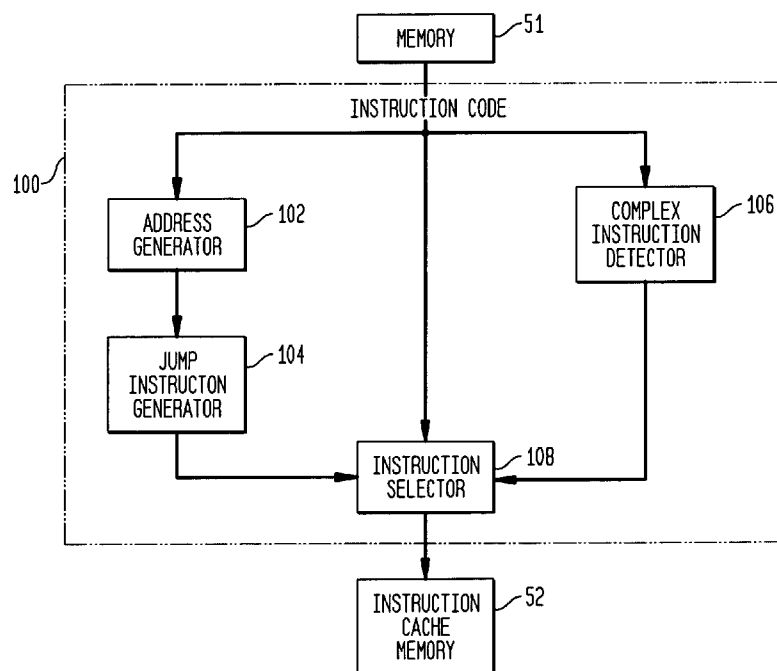 MEMORY
51
INSTRUCTION CODE
100
ADDRESS
GENERATOR
102
COMPLEX
INSTRUCTION
DETECTOR
106
JUMP
INSTRUCTON
GENERATOR
104
INSTRUCTION
SELECTOR
108
INSTRUCTION
CACHE
MEMORY
52